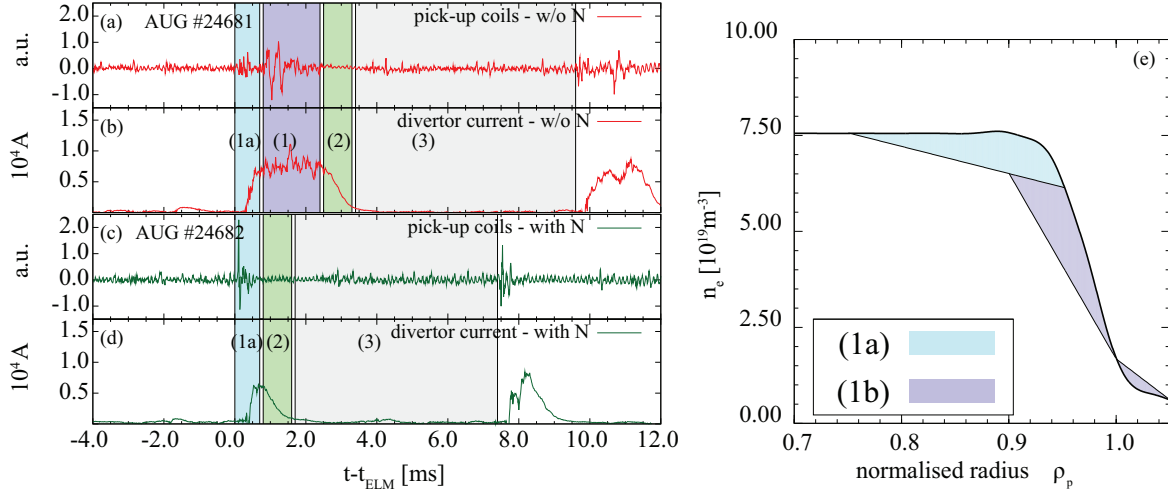 (a) AUG #24681 pick-up coils - w/o N
a.u.
2.0
1.0
0.0
-1.0
(b) divertor current - w/o N
10⁴A
1.5
1.0
0.5
(1a) (1) (2) (3)
(c) AUG #24682 pick-up coils - with N
a.u.
2.0
1.0
0.0
-1.0
(d) divertor current - with N
10⁴A
1.5
1.0
0.5
(1a) (2) (3)
-4.0 -2.0 0.0 2.0 4.0 6.0 8.0 10.0 12.0
t-t_ELM [ms]
(e)
n_e [10¹⁹m⁻³]
10.00
7.50
5.00
2.50
0.00
(1a)
(1b)
0.7 0.8 0.9 1.0
normalised radius ρ_p